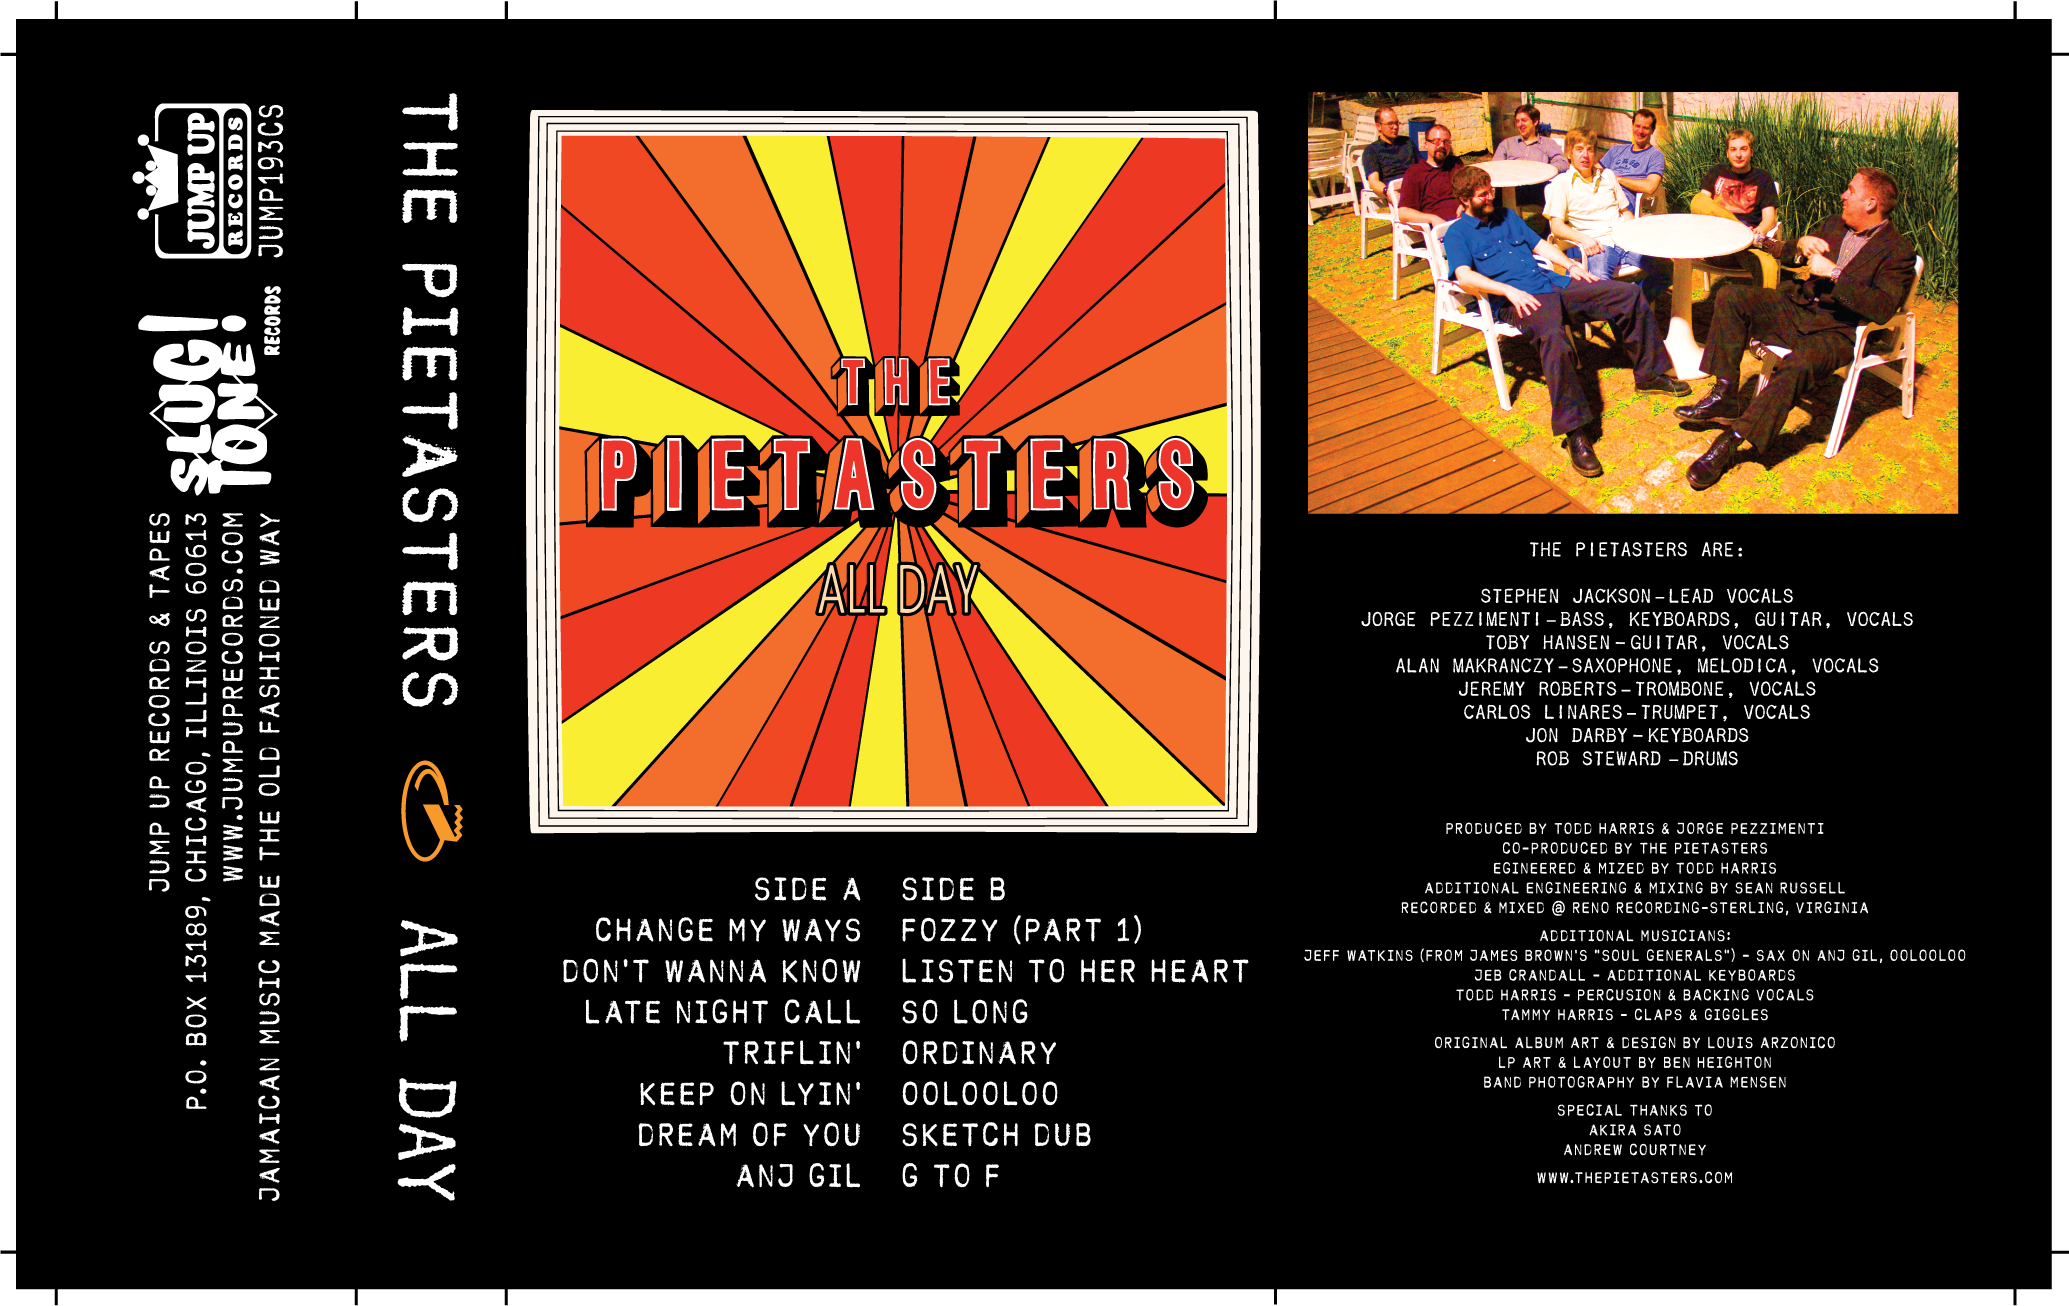 JUMP UP
RECORDS
JUMP193CS
SLUG!
TONE!
RECORDS
JUMP UP RECORDS & TAPES
P.O. BOX 13189, CHICAGO, ILLINOIS 60613
WWW.JUMPUPRECORDS.COM
JAMAICAN MUSIC MADE THE OLD FASHIONED WAY
THE PIETASTERS ALL DAY
THE
PIETASTERS
ALL DAY
SIDE A
CHANGE MY WAYS
DON'T WANNA KNOW
LATE NIGHT CALL
TRIFLIN'
KEEP ON LYIN'
DREAM OF YOU
ANJ GIL
SIDE B
FOZZY (PART 1)
LISTEN TO HER HEART
SO LONG
ORDINARY
OOLOOLOO
SKETCH DUB
G TO F
THE PIETASTERS ARE:
STEPHEN JACKSON-LEAD VOCALS
JORGE PEZZIMENTI-BASS, KEYBOARDS, GUITAR, VOCALS
TOBY HANSEN-GUITAR, VOCALS
ALAN MAKRANCZY-SAXOPHONE, MELODICA, VOCALS
JEREMY ROBERTS-TROMBONE, VOCALS
CARLOS LINARES-TRUMPET, VOCALS
JON DARBY-KEYBOARDS
ROB STEWARD-DRUMS
PRODUCED BY TODD HARRIS & JORGE PEZZIMENTI
CO-PRODUCED BY THE PIETASTERS
EGINEERED & MIZED BY TODD HARRIS
ADDITIONAL ENGINEERING & MIXING BY SEAN RUSSELL
RECORDED & MIXED @ RENO RECORDING-STERLING, VIRGINIA
ADDITIONAL MUSICIANS:
JEFF WATKINS (FROM JAMES BROWN'S "SOUL GENERALS") - SAX ON ANJ GIL, OOLOOLOO
JEB CRANDALL - ADDITIONAL KEYBOARDS
TODD HARRIS - PERCUSION & BACKING VOCALS
TAMMY HARRIS - CLAPS & GIGGLES
ORIGINAL ALBUM ART & DESIGN BY LOUIS ARZONICO
LP ART & LAYOUT BY BEN HEIGHTON
BAND PHOTOGRAPHY BY FLAVIA MENSEN
SPECIAL THANKS TO
AKIRA SATO
ANDREW COURTNEY
WWW.THEPIETASTERS.COM